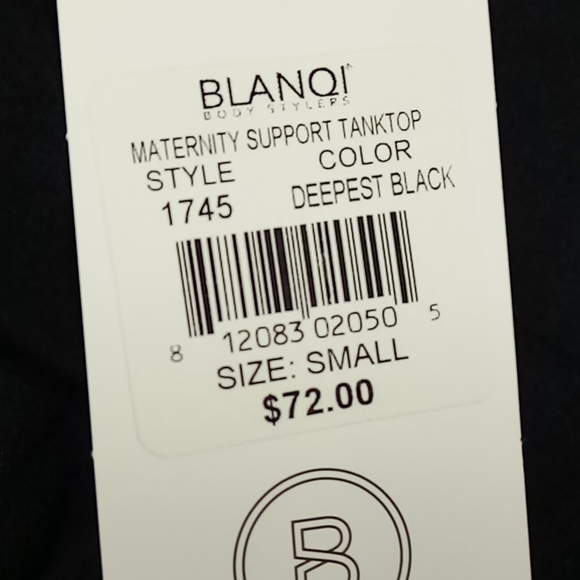 BLANQI
BODY STYLERS
MATERNITY SUPPORT TANKTOP
STYLE COLOR
1745 DEEPEST BLACK
8 12083 02050 5
SIZE: SMALL
$72.00
B